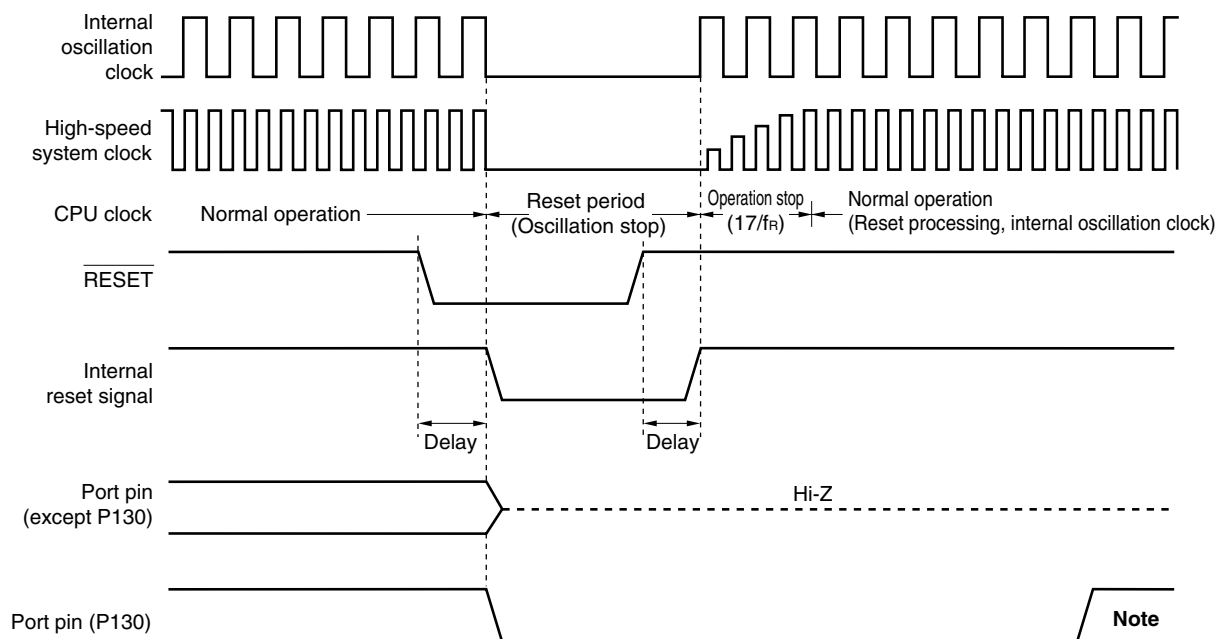 Internal
oscillation
clock
High-speed
system clock
CPU clock
Normal operation
Reset period
(Oscillation stop)
Operation stop
(17/fR)
Normal operation
(Reset processing, internal oscillation clock)
RESET
Internal
reset signal
Delay
Delay
Port pin
(except P130)
Hi-Z
Port pin (P130)
Note